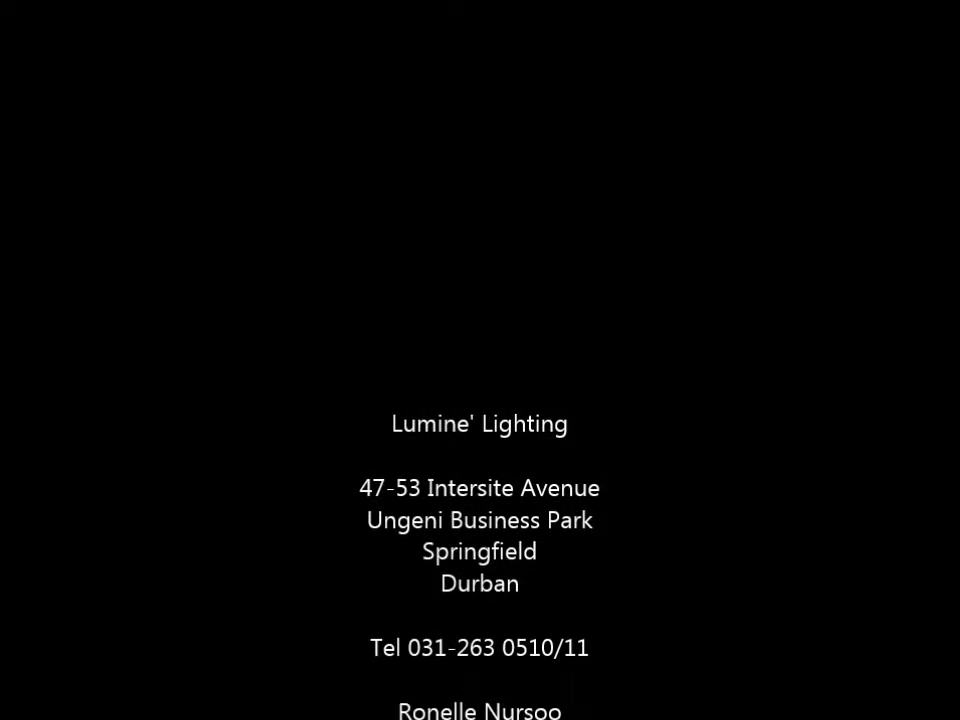 Lumine' Lighting
47-53 Intersite Avenue
Ungeni Business Park
Springfield
Durban
Tel 031-263 0510/11
Ronelle Nursoo